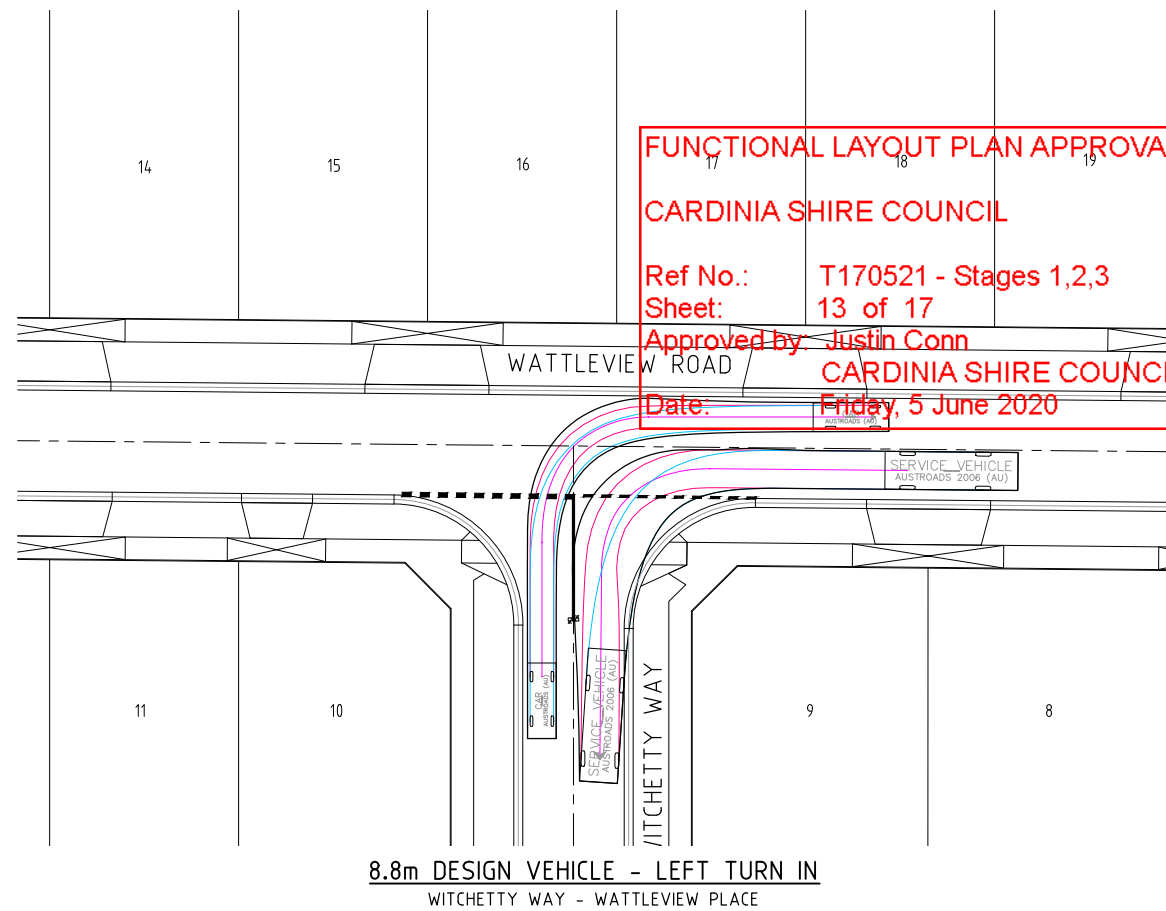 14
15
16
17
18
19
FUNCTIONAL LAYOUT PLAN APPROVA
CARDINIA SHIRE COUNCIL
Ref No.: T170521 - Stages 1,2,3
Sheet: 13 of 17
Approved by: Justin Conn
CARDINIA SHIRE COUNCI
Date: Friday, 5 June 2020
WATTLEVIEW ROAD
AUSTROADS (AU)
SERVICE VEHICLE
AUSTROADS 2006 (AU)
CAR
AUSTROADS (AU)
SERVICE VEHICLE
AUSTROADS 2006 (AU)
WITCHETTY WAY
11
10
9
8
8.8m DESIGN VEHICLE - LEFT TURN IN
WITCHETTY WAY - WATTLEVIEW PLACE